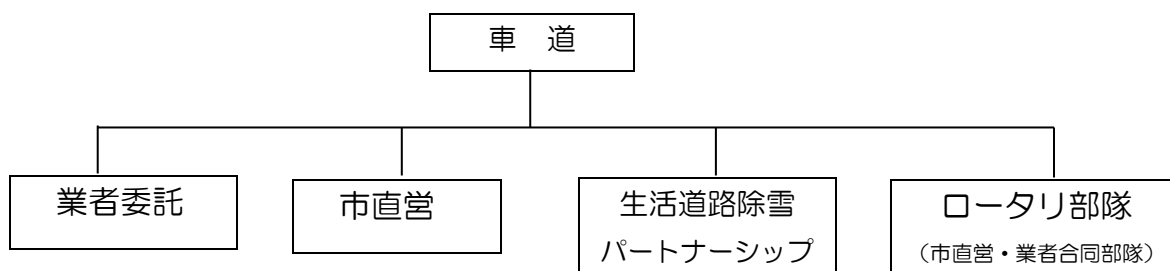 車　道
業者委託
市直営
生活道路除雪
パートナーシップ
ロータリ部隊
（市直営・業者合同部隊）